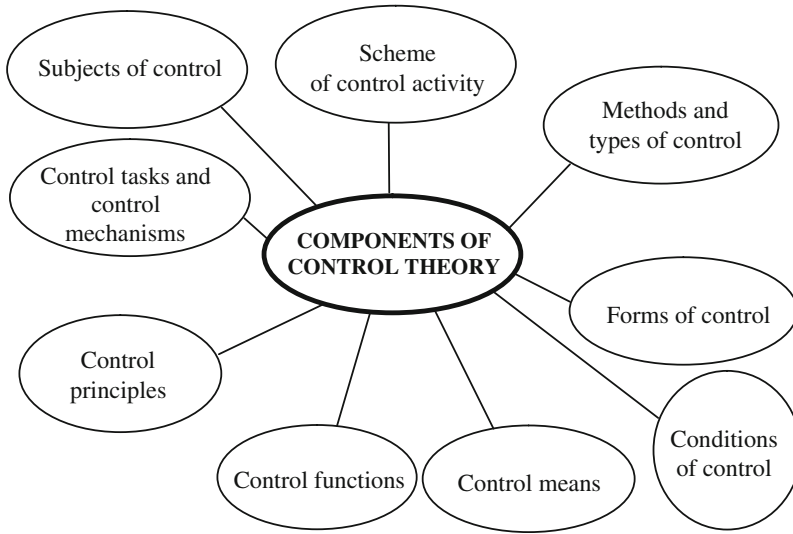 Subjects of control
Scheme
of control activity
Methods and
types of control
Control tasks and
control
mechanisms
COMPONENTS OF
CONTROL THEORY
Forms of control
Control
principles
Conditions
of control
Control functions
Control means